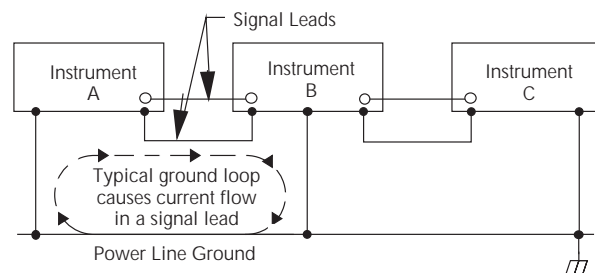 Signal Leads
Instrument
A
Instrument
B
Instrument
C
Typical ground loop
causes current flow
in a signal lead
Power Line Ground